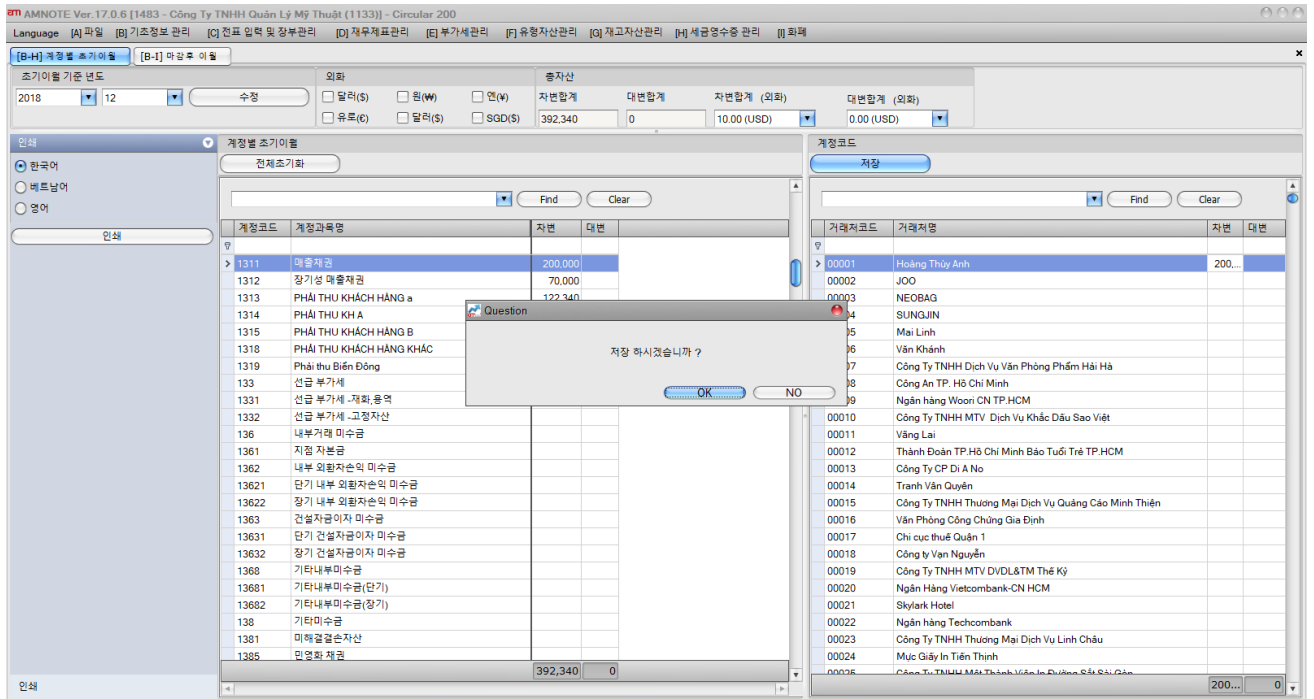 am AMNOTE Ver.17.0.6 [1483 - Công Ty TNHH Quản Lý Mỹ Thuật (1133)] - Circular 200
Language [A] 파일 [B] 기초정보 관리 [C] 전표 입력 및 장부관리 [D] 재무제표관리 [E] 부가세관리 [F] 유형자산관리 [G] 재고자산관리 [H] 세금영수증 관리 [I] 화폐
[B-H] 계정별 초기이월 [B-I] 마감후 이월 x
초기이월 기준 년도 외화 총자산
2018 12 수정
달러($) 원(₩) 엔(¥) 차변합계 대변합계 차변합계 (외화) 대변합계 (외화)
유로(€) 달러($) SGD($) 392,340 0 10.00 (USD) 0.00 (USD)
인쇄
한국어
베트남어
영어
인쇄
계정별 초기이월
전체초기화
Find Clear
계정코드 계정과목명 차변 대변
1311 매출채권 200,000
1312 장기성 매출채권 70,000
1313 PHẢI THU KHÁCH HÀNG a 122,340
1314 PHẢI THU KH A
1315 PHẢI THU KHÁCH HÀNG B
1318 PHẢI THU KHÁCH HÀNG KHÁC
1319 Phải thu Biển Đông
133 선급 부가세
1331 선급 부가세 -재화,용역
1332 선급 부가세 -고정자산
136 내부거래 미수금
1361 지점 자본금
1362 내부 외환차손익 미수금
13621 단기 내부 외환차손익 미수금
13622 장기 내부 외환차손익 미수금
1363 건설자금이자 미수금
13631 단기 건설자금이자 미수금
13632 장기 건설자금이자 미수금
1368 기타내부미수금
13681 기타내부미수금(단기)
13682 기타내부미수금(장기)
138 기타미수금
1381 미해결결손자산
1385 민영화 채권
392,340 0
계정코드
저장
Find Clear
거래처코드 거래처명 차변 대변
00001 Hoàng Thùy Anh 200,...
00002 JOO
00003 NEOBAG
SUNGJIN
Mai Linh
Văn Khánh
Công Ty TNHH Dịch Vụ Văn Phòng Phẩm Hải Hà
Công An TP. Hồ Chí Minh
Ngân hàng Woori CN TP.HCM
00010 Công Ty TNHH MTV Dịch Vụ Khắc Dấu Sao Việt
00011 Vãng Lai
00012 Thành Đoàn TP.Hồ Chí Minh Báo Tuổi Trẻ TP.HCM
00013 Công Ty CP Di A No
00014 Tranh Vân Quyên
00015 Công Ty TNHH Thương Mại Dịch Vụ Quảng Cáo Minh Thiện
00016 Văn Phòng Công Chứng Gia Định
00017 Chi cục thuế Quận 1
00018 Công ty Vạn Nguyễn
00019 Công Ty TNHH MTV DVDL&TM Thế Kỷ
00020 Ngân Hàng Vietcombank-CN HCM
00021 Skylark Hotel
00022 Ngân hàng Techcombank
00023 Công Ty TNHH Thương Mại Dịch Vụ Linh Châu
00024 Mực Giấy In Tiến Thịnh
00025 Công Ty TNHH Một Thành Viên In Đường Sắt Sài Gòn
200... 0
Question
저장 하시겠습니까 ?
OK NO
인쇄